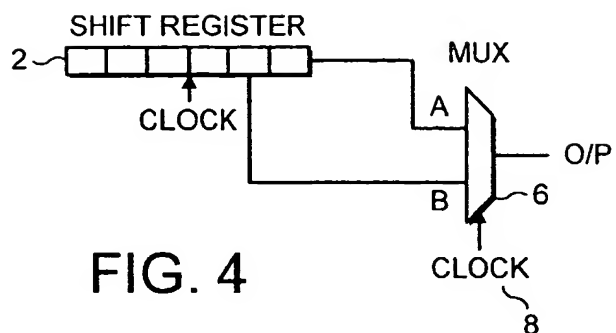 SHIFT REGISTER
2
MUX
CLOCK
A
O/P
B
6
CLOCK
8
FIG. 4